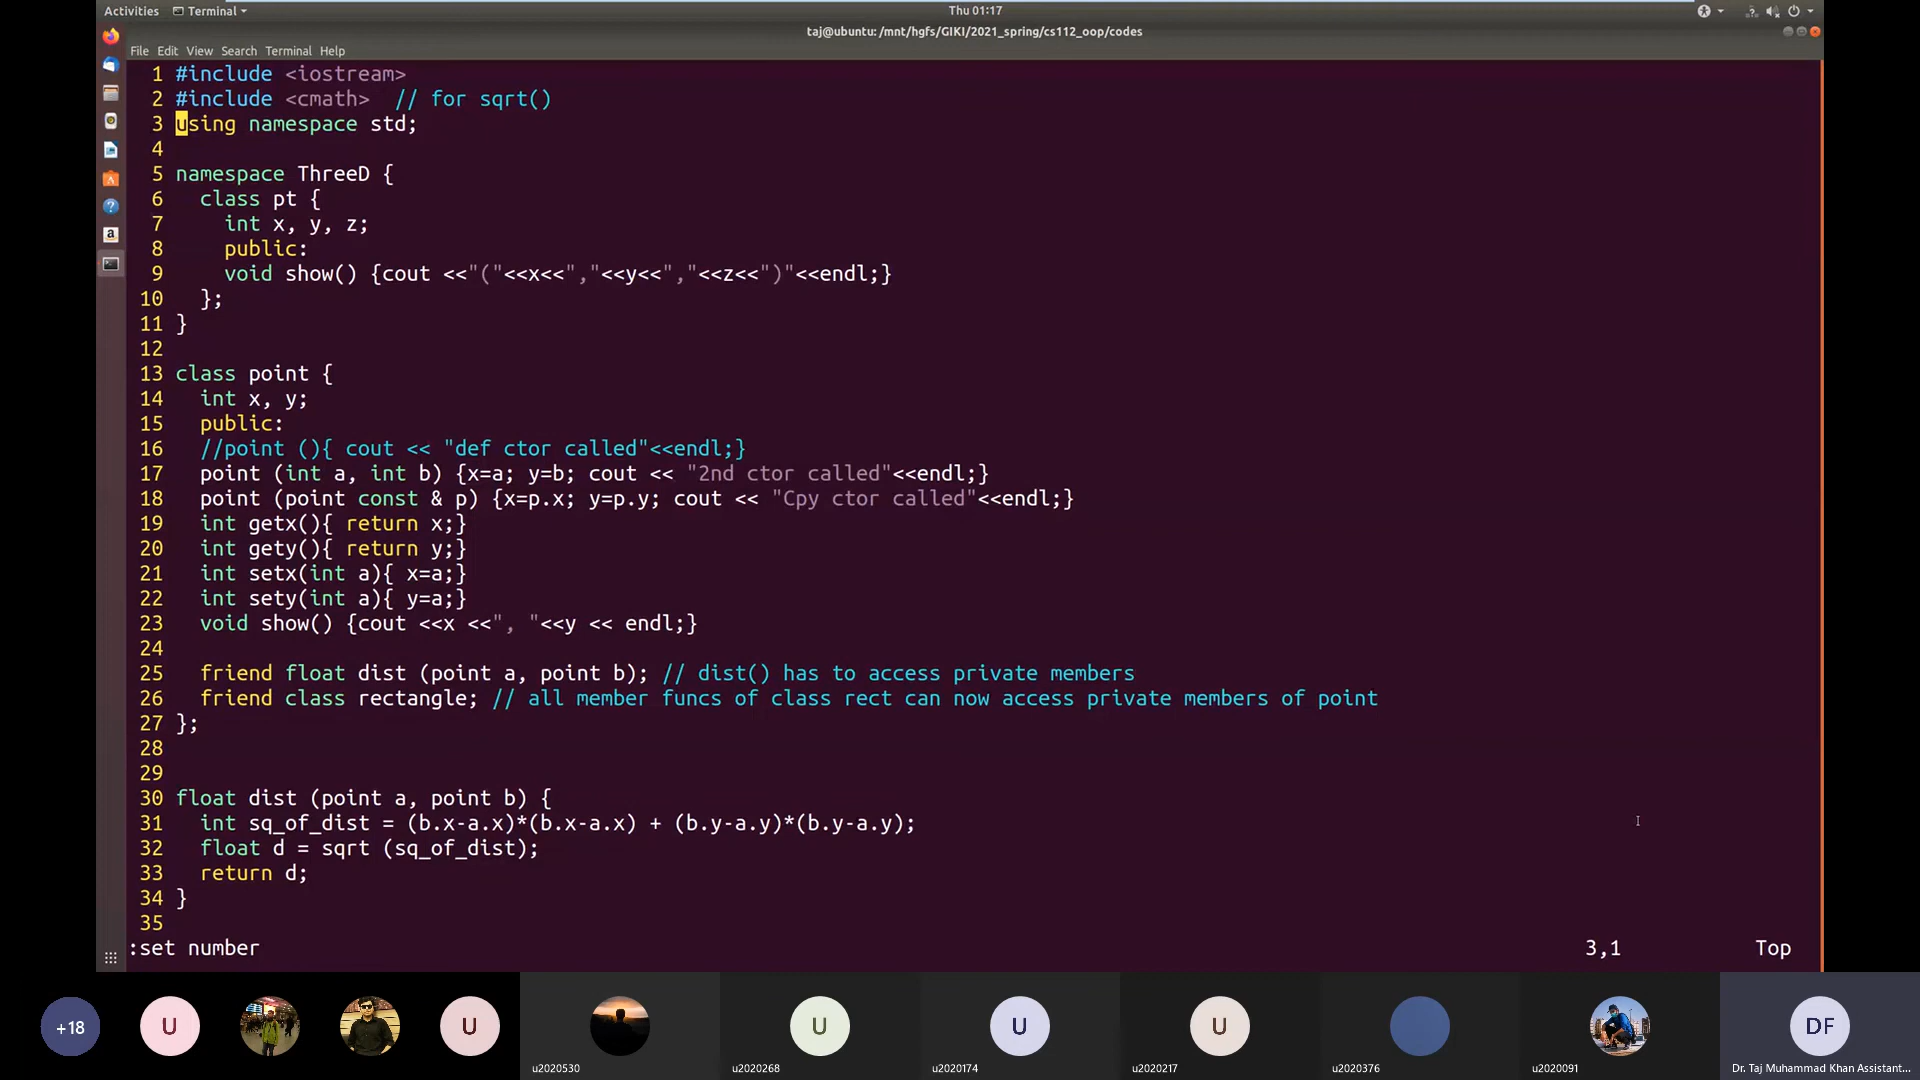 Activities Terminal Thu 01:17
taj@ubuntu: /mnt/hgfs/GIKI/2021_spring/cs112_oop/codes
File Edit View Search Terminal Help
1 #include <iostream>
2 #include <cmath>  // for sqrt()
3 using namespace std;
4
5 namespace ThreeD {
6   class pt {
7     int x, y, z;
8     public:
9     void show() {cout <<"("<<x<<","<<y<<","<<z<<")"<<endl;}
10   };
11 }
12
13 class point {
14   int x, y;
15   public:
16   //point (){ cout << "def ctor called"<<endl;}
17   point (int a, int b) {x=a; y=b; cout << "2nd ctor called"<<endl;}
18   point (point const & p) {x=p.x; y=p.y; cout << "Cpy ctor called"<<endl;}
19   int getx(){ return x;}
20   int gety(){ return y;}
21   int setx(int a){ x=a;}
22   int sety(int a){ y=a;}
23   void show() {cout <<x <<", "<<y << endl;}
24
25   friend float dist (point a, point b); // dist() has to access private members
26   friend class rectangle; // all member funcs of class rect can now access private members of point
27 };
28
29
30 float dist (point a, point b) {
31   int sq_of_dist = (b.x-a.x)*(b.x-a.x) + (b.y-a.y)*(b.y-a.y);
32   float d = sqrt (sq_of_dist);
33   return d;
34 }
35
:set number 3,1 Top
+18 U U U U U DF
u2020530 u2020268 u2020174 u2020217 u2020376 u2020091 Dr. Taj Muhammad Khan Assistant...